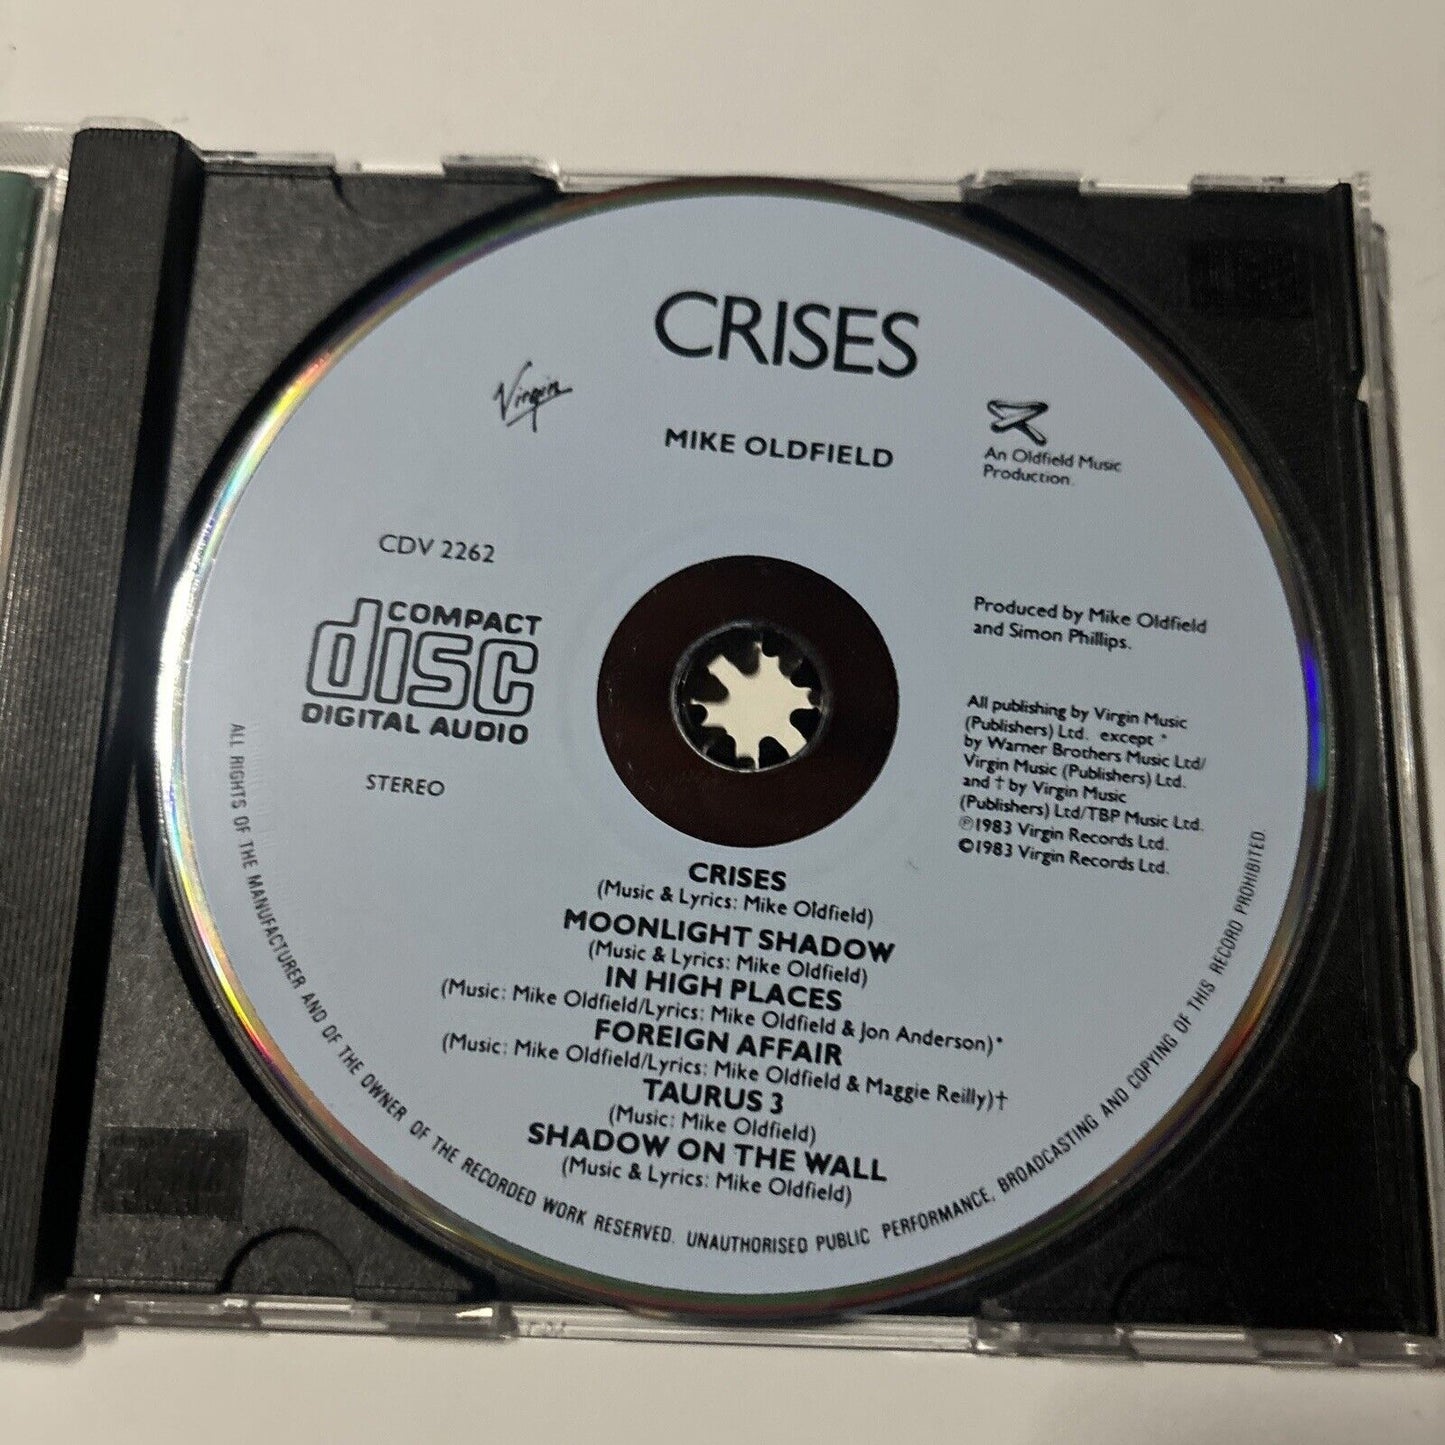 CRISES
Virgin
MIKE OLDFIELD
An Oldfield Music
Production.
CDV 2262
COMPACT
disc
DIGITAL AUDIO
STEREO
Produced by Mike Oldfield
and Simon Phillips.
All publishing by Virgin Music
(Publishers) Ltd. except *
by Warner Brothers Music Ltd/
Virgin Music (Publishers) Ltd.
and † by Virgin Music
(Publishers) Ltd/TBP Music Ltd.
℗1983 Virgin Records Ltd.
©1983 Virgin Records Ltd.
CRISES
(Music & Lyrics: Mike Oldfield)
MOONLIGHT SHADOW
(Music & Lyrics: Mike Oldfield)
IN HIGH PLACES
(Music: Mike Oldfield/Lyrics: Mike Oldfield & Jon Anderson)*
FOREIGN AFFAIR
(Music: Mike Oldfield/Lyrics: Mike Oldfield & Maggie Reilly)†
TAURUS 3
(Music: Mike Oldfield)
SHADOW ON THE WALL
(Music & Lyrics: Mike Oldfield)
ALL RIGHTS OF THE MANUFACTURER AND OF THE OWNER OF THE RECORDED WORK RESERVED. UNAUTHORISED PUBLIC PERFORMANCE, BROADCASTING AND COPYING OF THIS RECORD PROHIBITED.